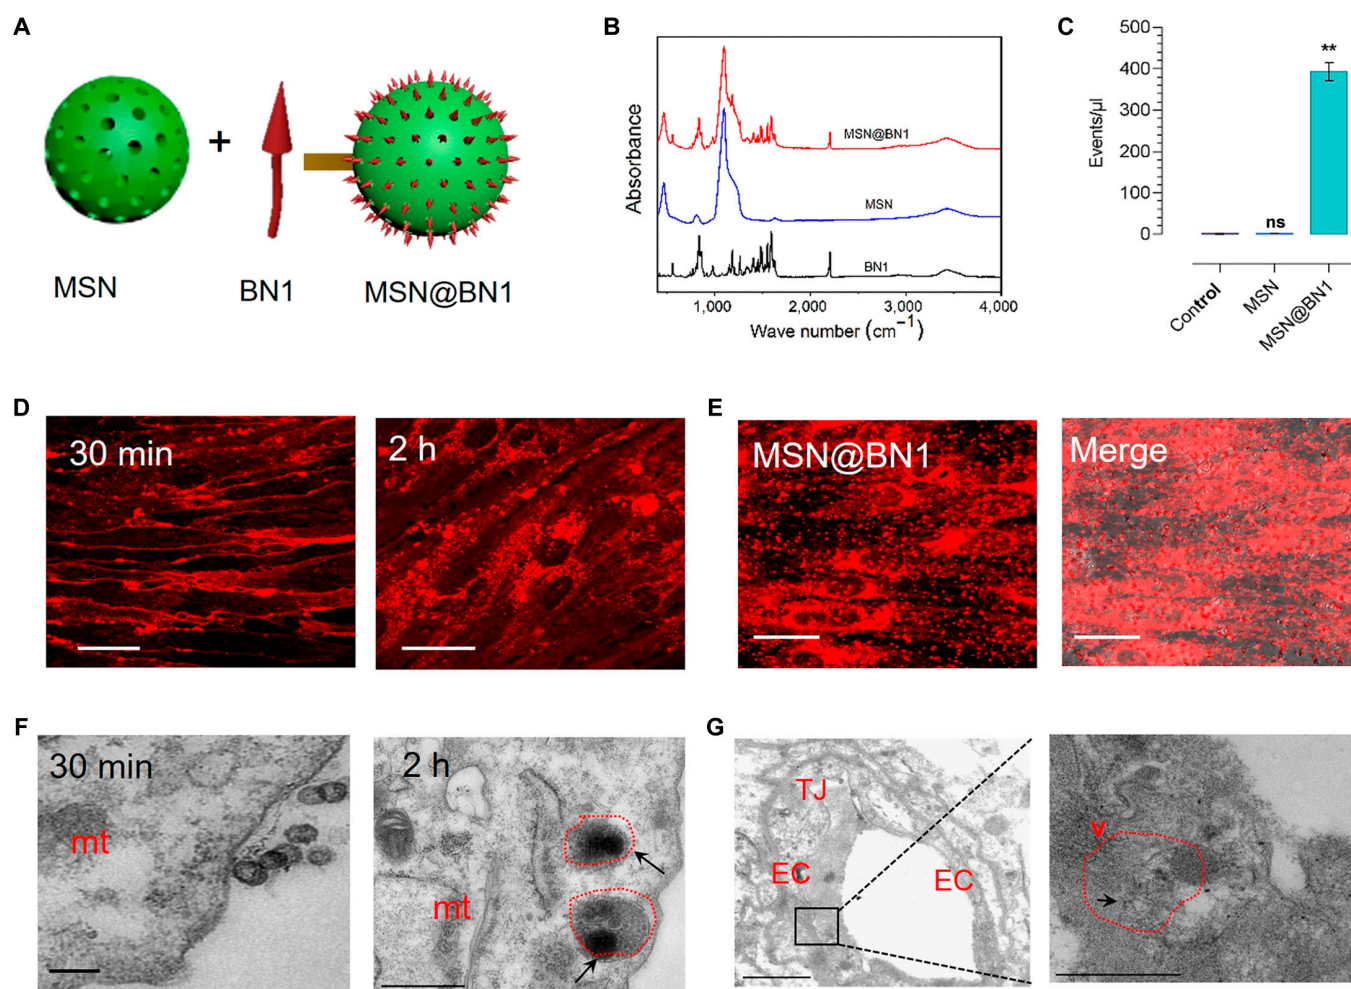 A
+
MSN
BN1
MSN@BN1
B
Absorbance
MSN@BN1
MSN
BN1
1,000
2,000
3,000
4,000
Wave number (cm−1)
C
Events/µl
500
400
300
200
100
0
ns
**
Control
MSN
MSN@BN1
D
30 min
2 h
E
MSN@BN1
Merge
F
30 min
mt
2 h
mt
G
TJ
EC
EC
v